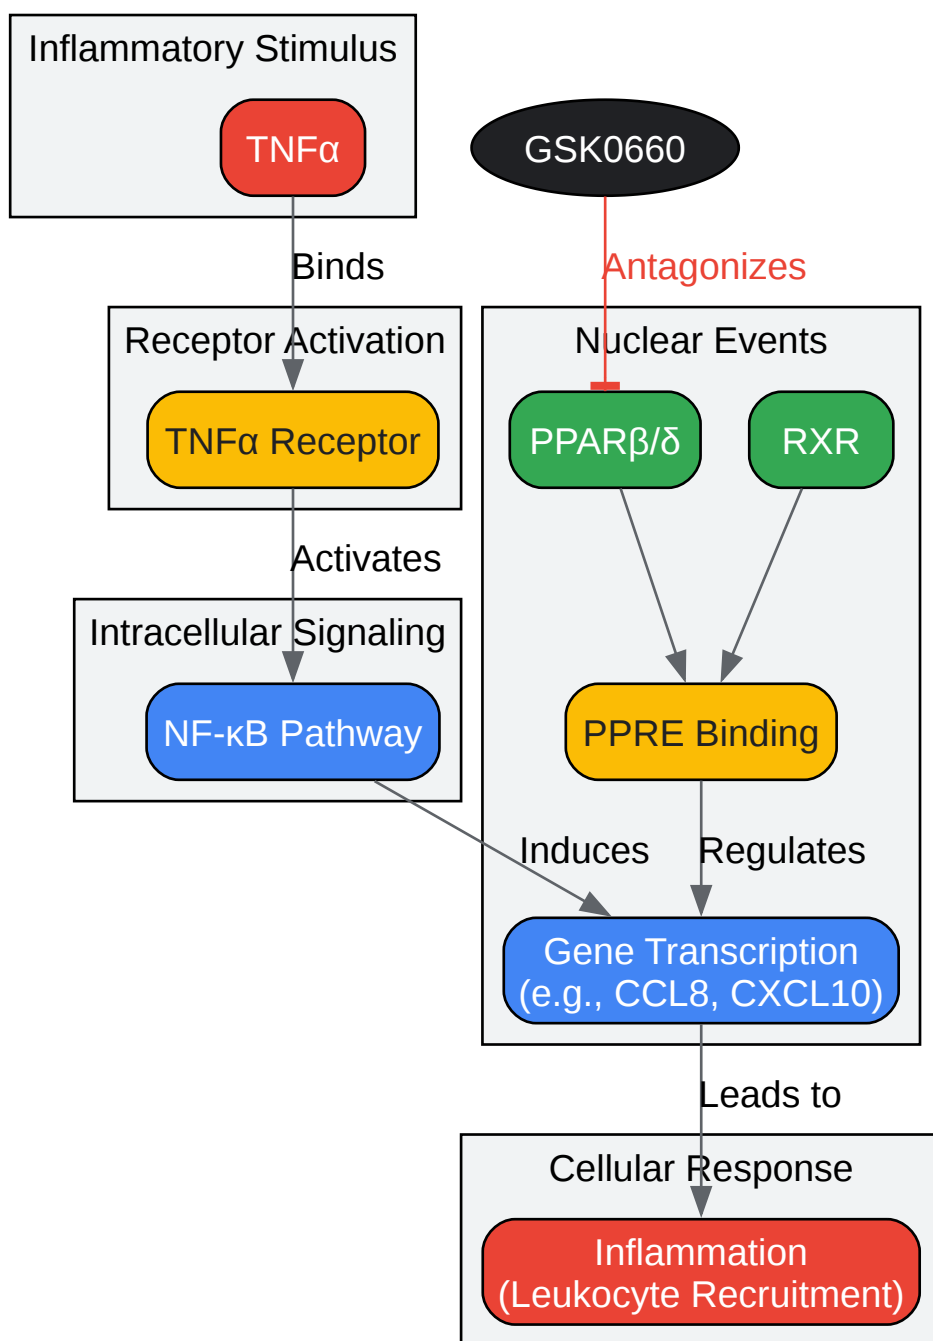 Inflammatory Stimulus
TNFα
GSK0660
Binds
Antagonizes
Receptor Activation
Nuclear Events
TNFα Receptor
PPARβ/δ
RXR
Activates
Intracellular Signaling
NF-κB Pathway
PPRE Binding
Induces
Regulates
Gene Transcription
(e.g., CCL8, CXCL10)
Leads to
Cellular Response
Inflammation
(Leukocyte Recruitment)